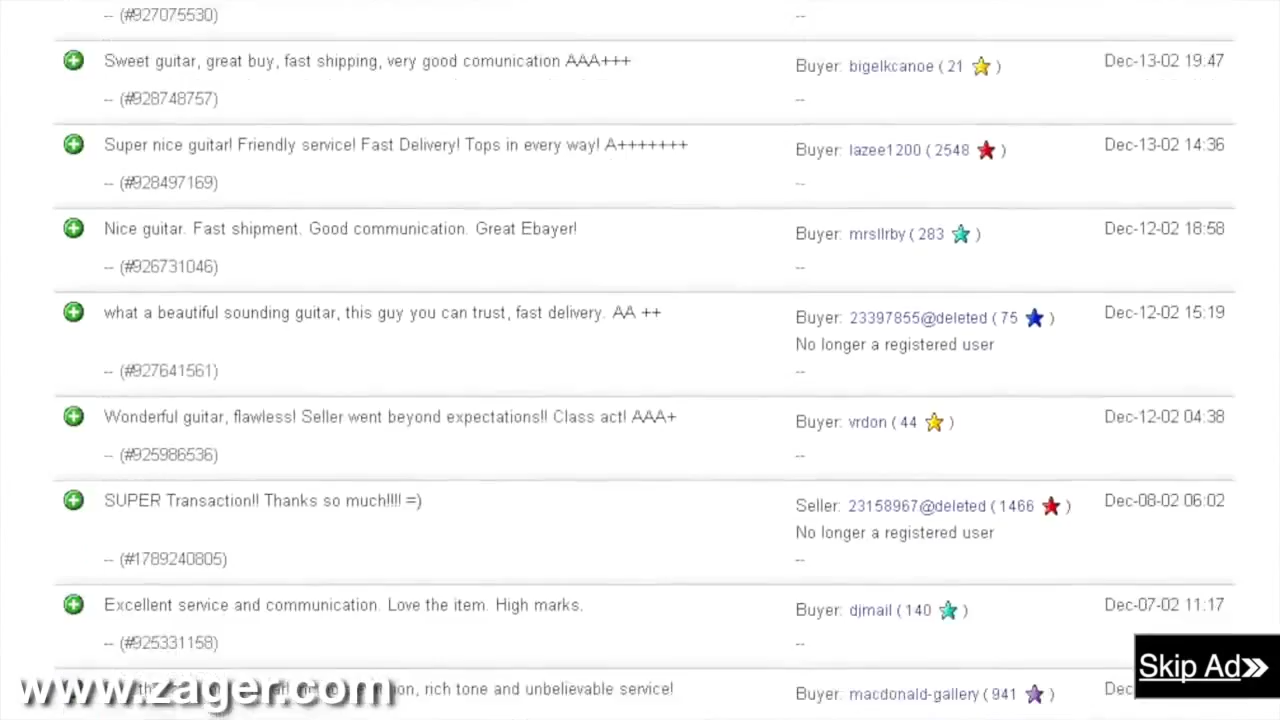 -- (#927075530)
--
Sweet guitar, great buy, fast shipping, very good comunication AAA+++
Buyer: bigelkcanoe ( 21 )
Dec-13-02 19:47
-- (#928748757)
--
Super nice guitar! Friendly service! Fast Delivery! Tops in every way! A+++++++
Buyer: lazee1200 ( 2548 )
Dec-13-02 14:36
-- (#928497169)
--
Nice guitar. Fast shipment. Good communication. Great Ebayer!
Buyer: mrsllrby ( 283 )
Dec-12-02 18:58
-- (#926731046)
--
what a beautiful sounding guitar, this guy you can trust, fast delivery. AA ++
Buyer: 23397855@deleted ( 75 )
No longer a registered user
Dec-12-02 15:19
-- (#927641561)
--
Wonderful guitar, flawless! Seller went beyond expectations!! Class act! AAA+
Buyer: vrdon ( 44 )
Dec-12-02 04:38
-- (#925986536)
--
SUPER Transaction!! Thanks so much!!!! =)
Seller: 23158967@deleted ( 1466 )
No longer a registered user
Dec-08-02 06:02
-- (#1789240805)
--
Excellent service and communication. Love the item. High marks.
Buyer: djmail ( 140 )
Dec-07-02 11:17
-- (#925331158)
--
Skip Ad
rich tone and unbelievable service!
Buyer: macdonald-gallery ( 941 )
Dec
www.zager.com